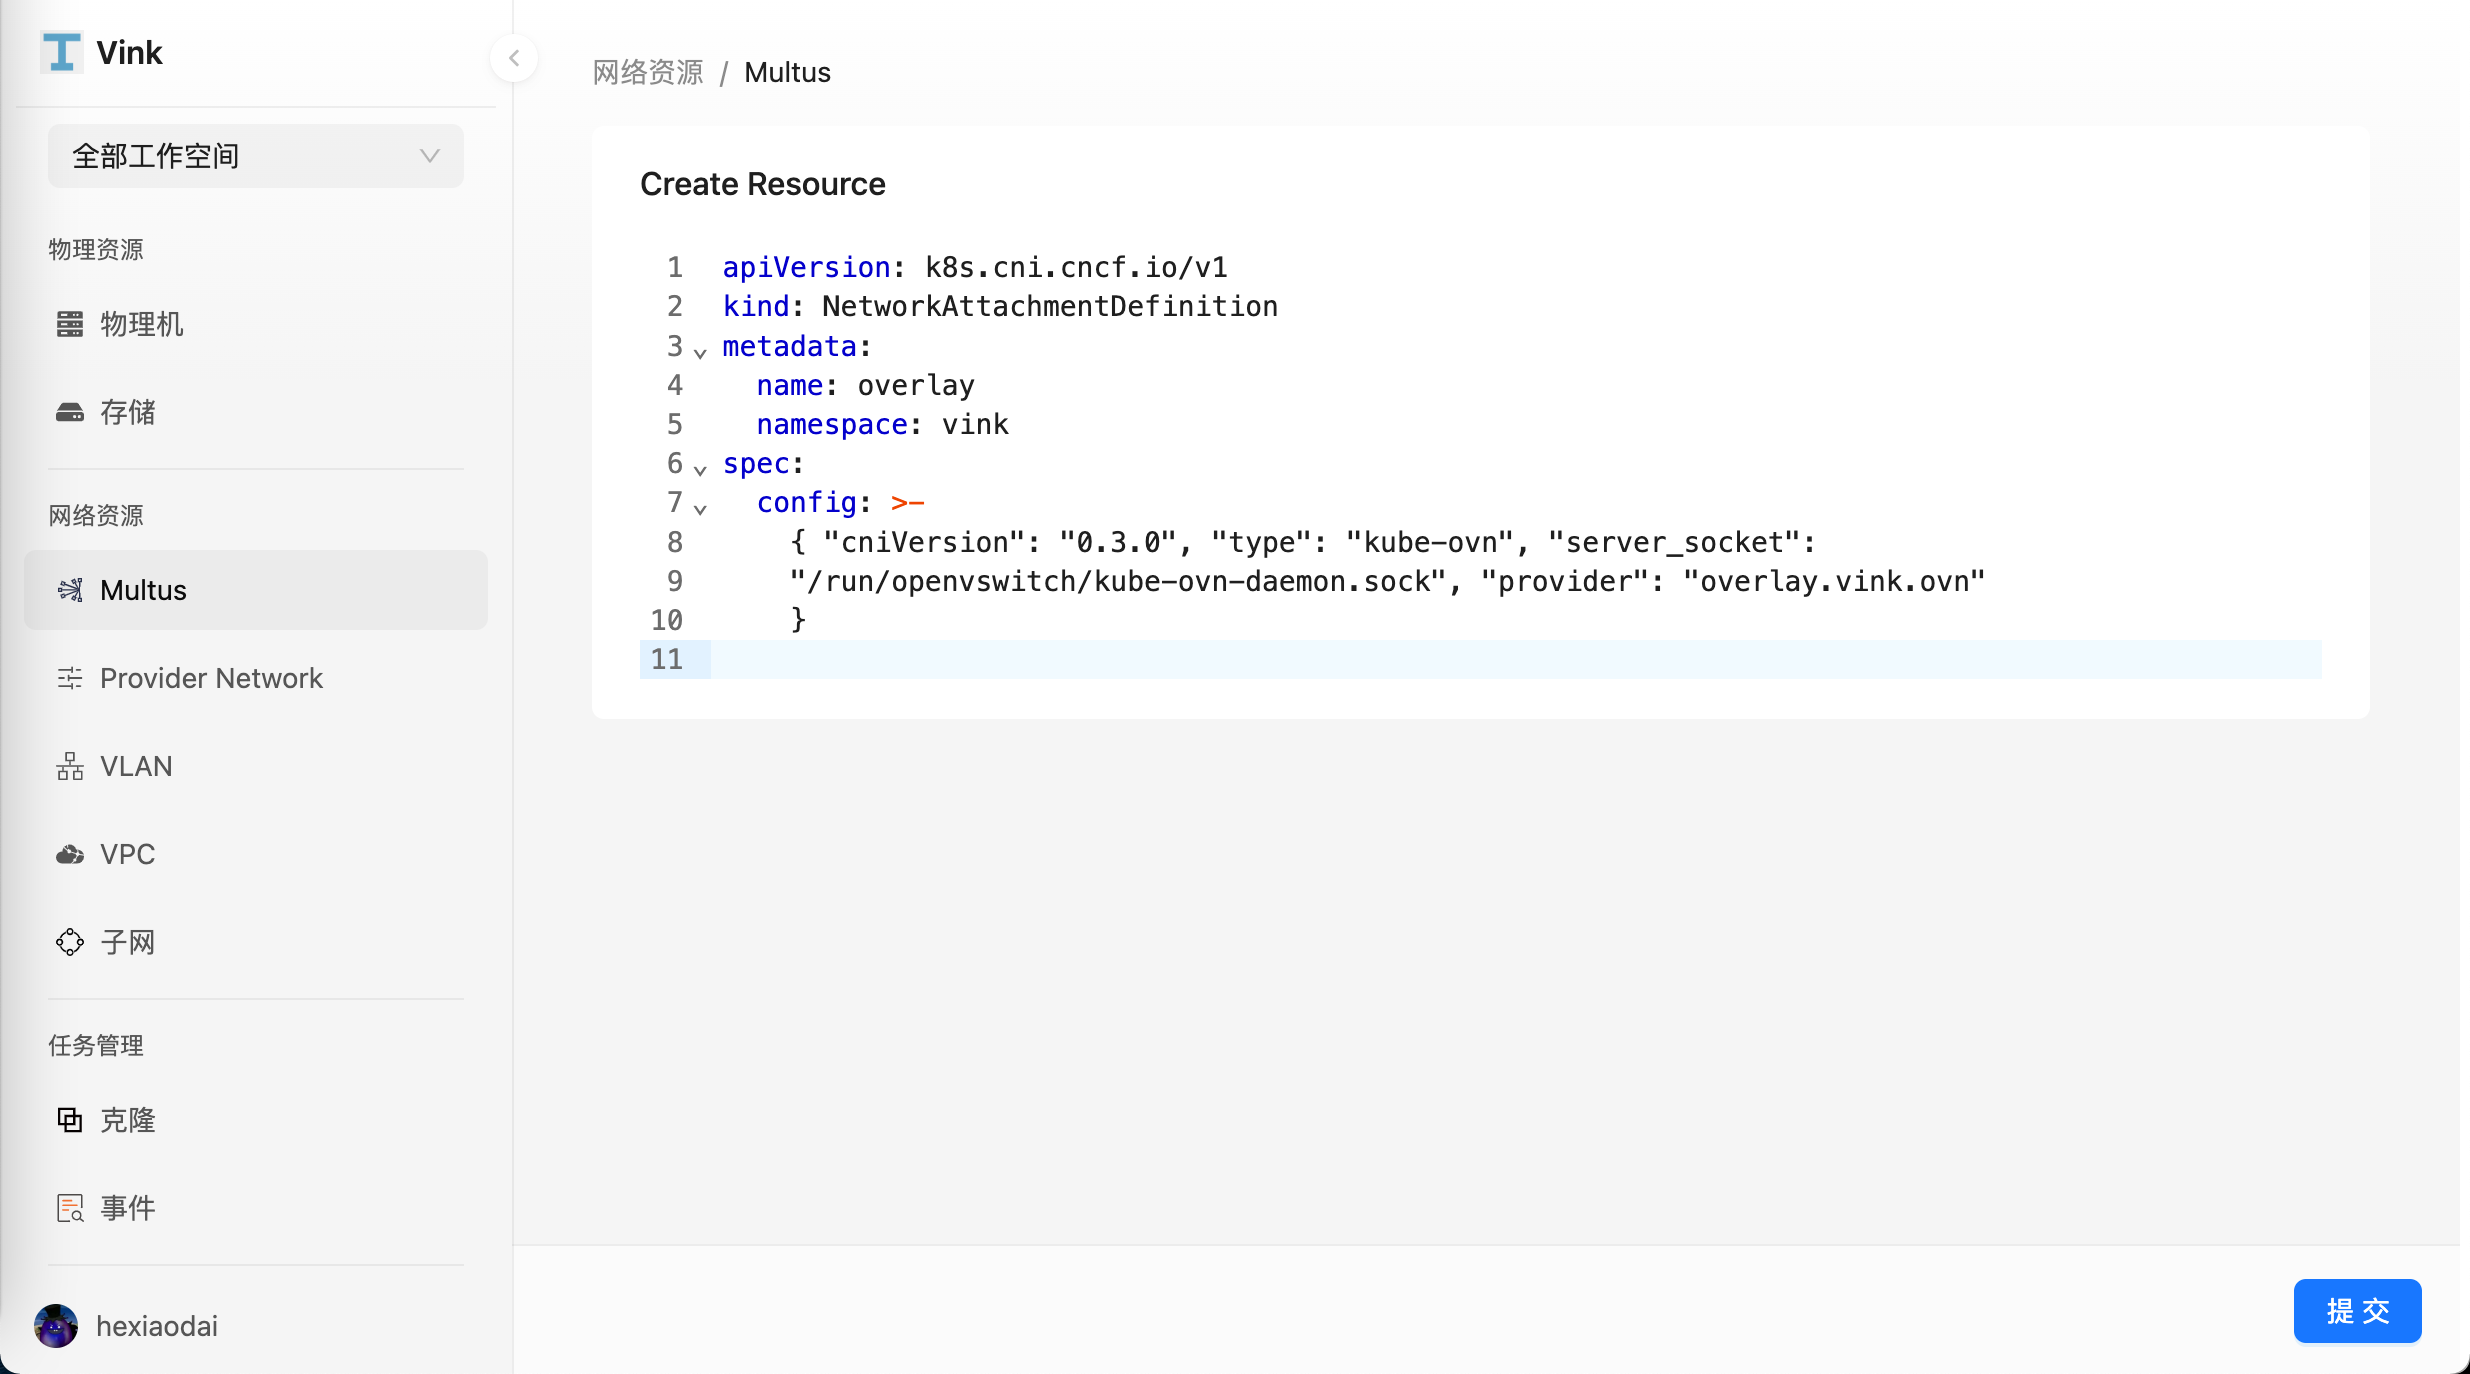 Vink
全部工作空间
物理资源
物理机
存储
网络资源
Multus
Provider Network
VLAN
VPC
子网
任务管理
克隆
事件
hexiaodai
网络资源 / Multus
Create Resource
1 apiVersion: k8s.cni.cncf.io/v1
2 kind: NetworkAttachmentDefinition
3 metadata:
4   name: overlay
5   namespace: vink
6 spec:
7   config: >-
8     { "cniVersion": "0.3.0", "type": "kube-ovn", "server_socket":
9     "/run/openvswitch/kube-ovn-daemon.sock", "provider": "overlay.vink.ovn"
10     }
11
提 交